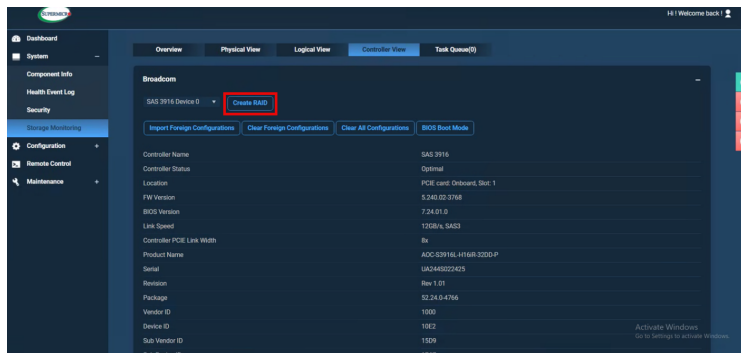 SUPERMICRO
Hi ! Welcome back !
Dashboard
System −
Component Info
Health Event Log
Security
Storage Monitoring
Configuration +
Remote Control
Maintenance +
Overview Physical View Logical View Controller View Task Queue(0)
Broadcom −
SAS 3916 Device 0 Create RAID
Import Foreign Configurations Clear Foreign Configurations Clear All Configurations BIOS Boot Mode
Controller Name SAS 3916
Controller Status Optimal
Location PCIE card: Onboard, Slot: 1
FW Version 5.240.02-3768
BIOS Version 7.24.01.0
Link Speed 12GB/s, SAS3
Controller PCIE Link Width 8x
Product Name AOC-S3916L-H16iR-32DD-P
Serial UA244S022425
Revision Rev 1.01
Package 52.24.0-4766
Vendor ID 1000
Device ID 10E2
Sub Vendor ID 15D9
Activate Windows
Go to Settings to activate Windows.